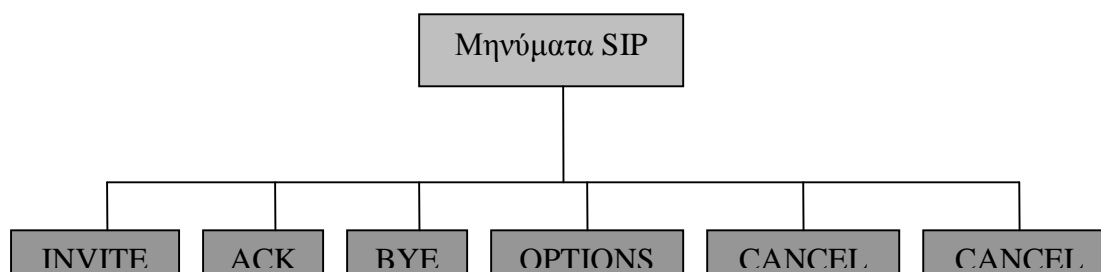 Μηνύματα SIP
INVITE ACK BYE OPTIONS CANCEL CANCEL